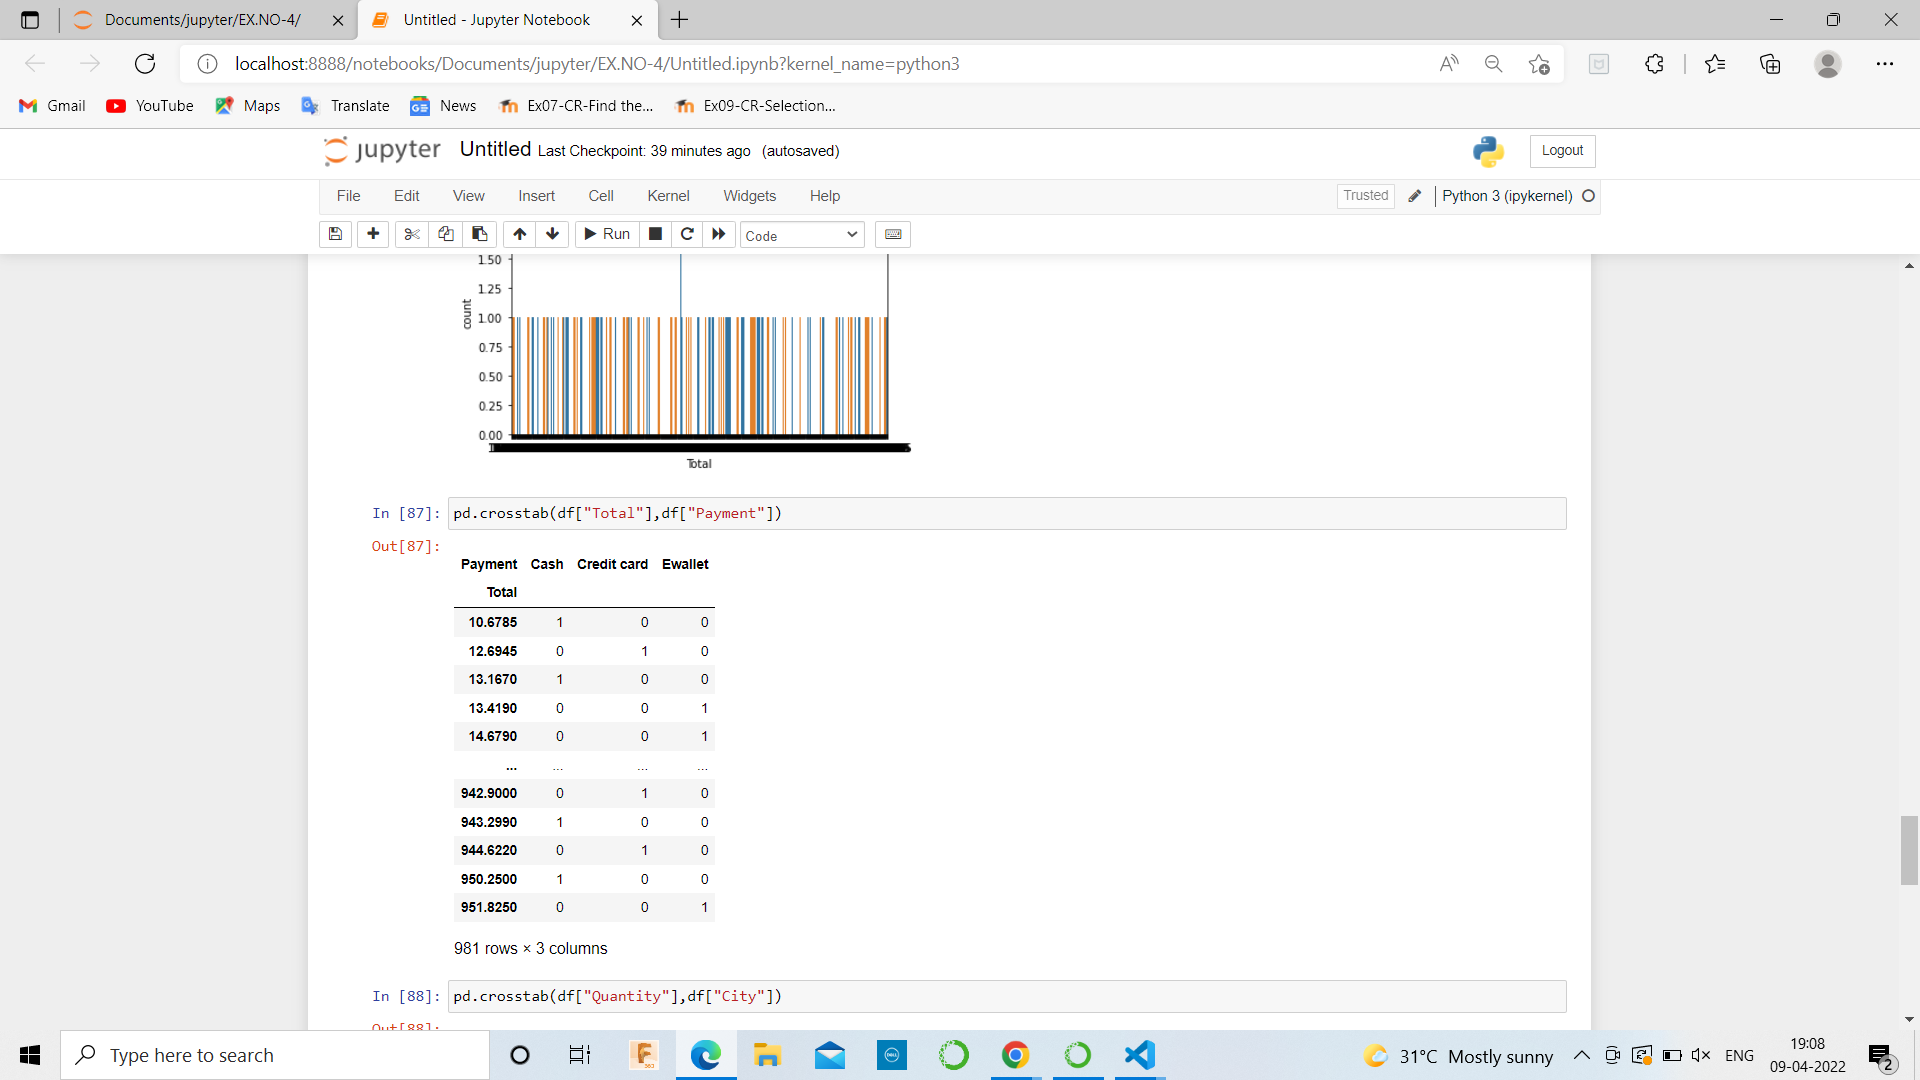 Documents/jupyter/EX.NO-4/
Untitled - Jupyter Notebook
localhost:8888/notebooks/Documents/jupyter/EX.NO-4/Untitled.ipynb?kernel_name=python3
Gmail YouTube Maps Translate News Ex07-CR-Find the... Ex09-CR-Selection...
jupyter Untitled Last Checkpoint: 39 minutes ago (autosaved) Logout
File Edit View Insert Cell Kernel Widgets Help Trusted Python 3 (ipykernel)
Run Code
1.50
1.25
1.00
0.75
0.50
0.25
0.00
count
Total
In [87]: pd.crosstab(df["Total"],df["Payment"])
Out[87]:
Payment Cash Credit card Ewallet
Total
10.6785 1 0 0
12.6945 0 1 0
13.1670 1 0 0
13.4190 0 0 1
14.6790 0 0 1
... ... ... ...
942.9000 0 1 0
943.2990 1 0 0
944.6220 0 1 0
950.2500 1 0 0
951.8250 0 0 1
981 rows × 3 columns
In [88]: pd.crosstab(df["Quantity"],df["City"])
Out[88]:
Type here to search
31°C Mostly sunny
ENG
19:08
09-04-2022
2